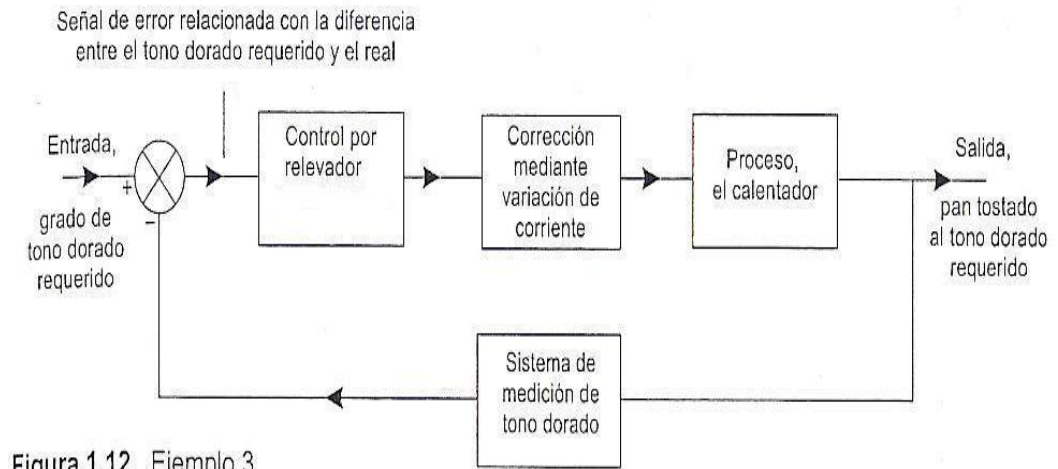 Señal de error relacionada con la diferencia
entre el tono dorado requerido y el real
Entrada,
+
−
grado de
tono dorado
requerido
Control por
relevador
Corrección
mediante
variación de
corriente
Proceso,
el calentador
Salida,
pan tostado
al tono dorado
requerido
Sistema de
medición de
tono dorado
Figura 1.12 Ejemplo 3